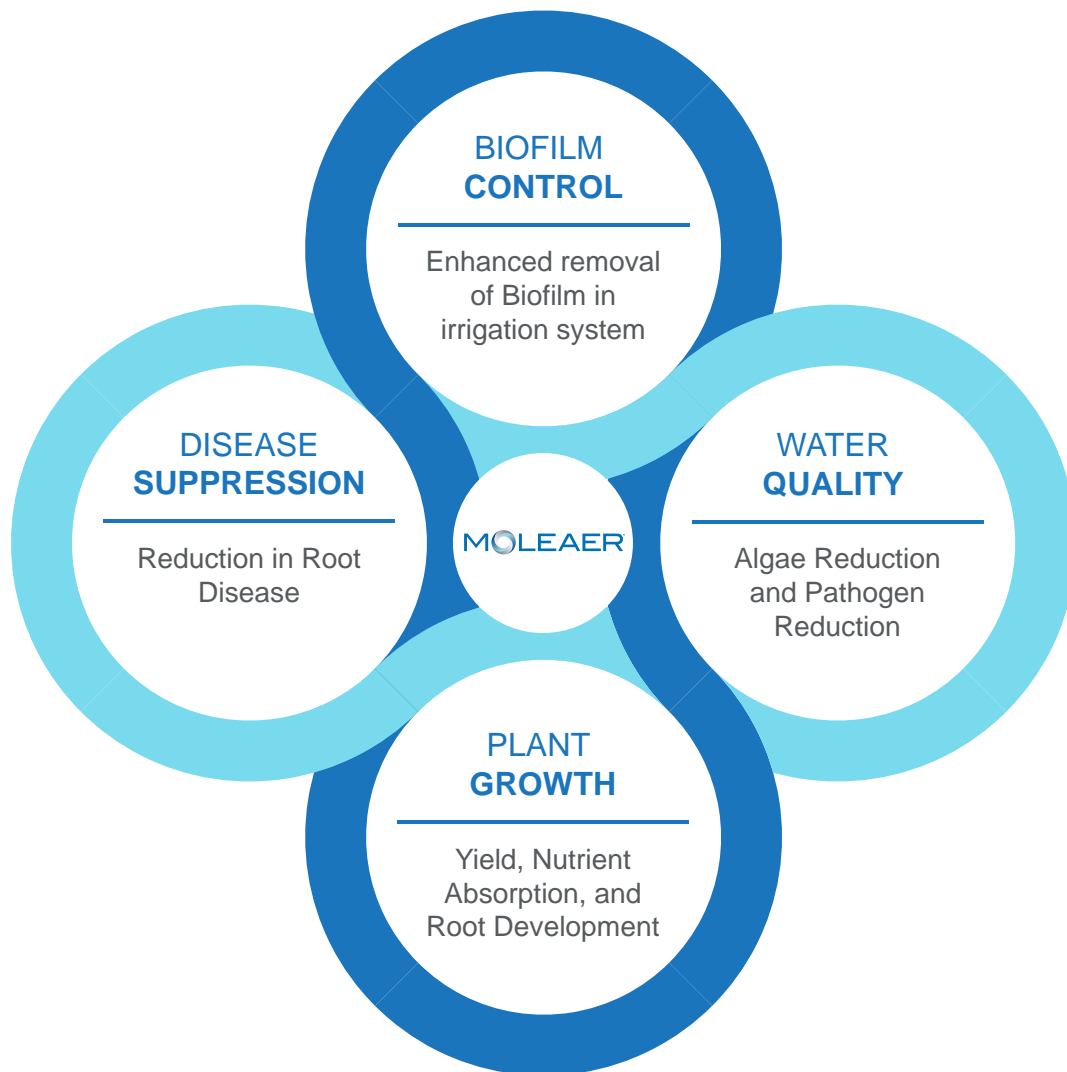 BIOFILM
CONTROL
Enhanced removal
of Biofilm in
irrigation system
DISEASE
SUPPRESSION
Reduction in Root
Disease
MOLEAER
WATER
QUALITY
Algae Reduction
and Pathogen
Reduction
PLANT
GROWTH
Yield, Nutrient
Absorption, and
Root Development